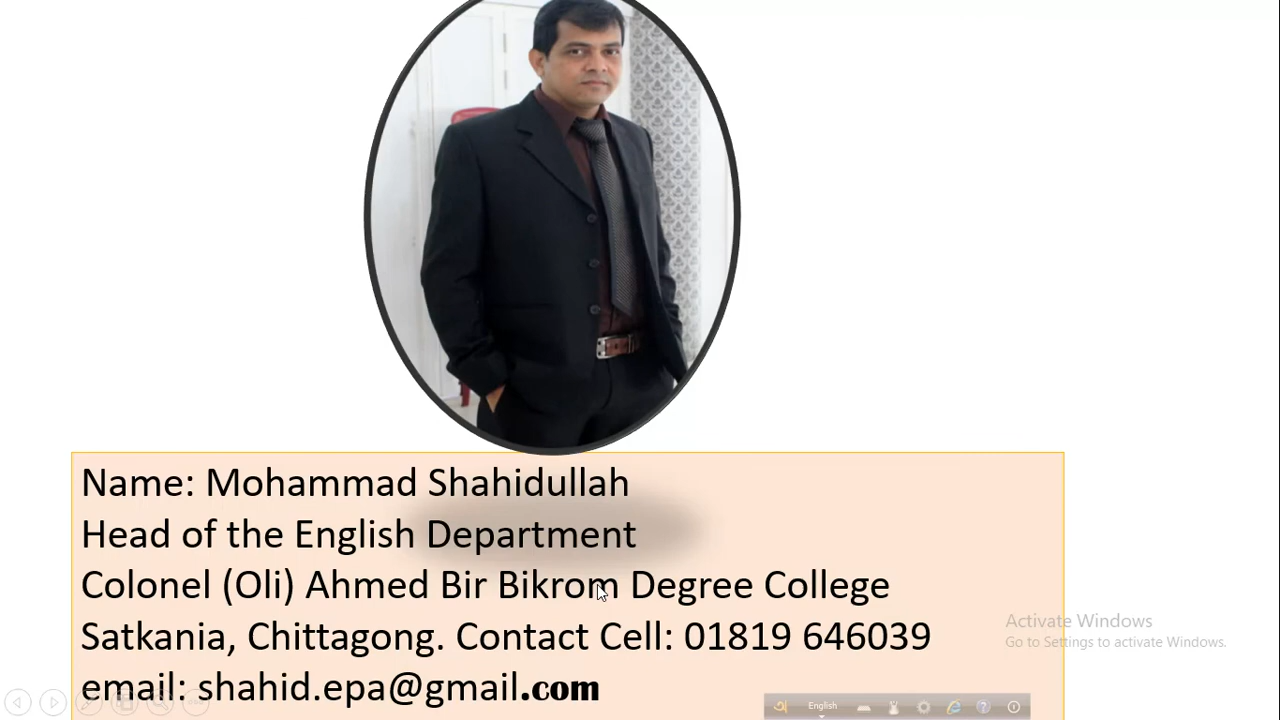 Name: Mohammad Shahidullah
Head of the English Department
Colonel (Oli) Ahmed Bir Bikrom Degree College
Satkania, Chittagong. Contact Cell: 01819 646039
email: shahid.epa@gmail.com
Activate Windows
Go to Settings to activate Windows.
অ English